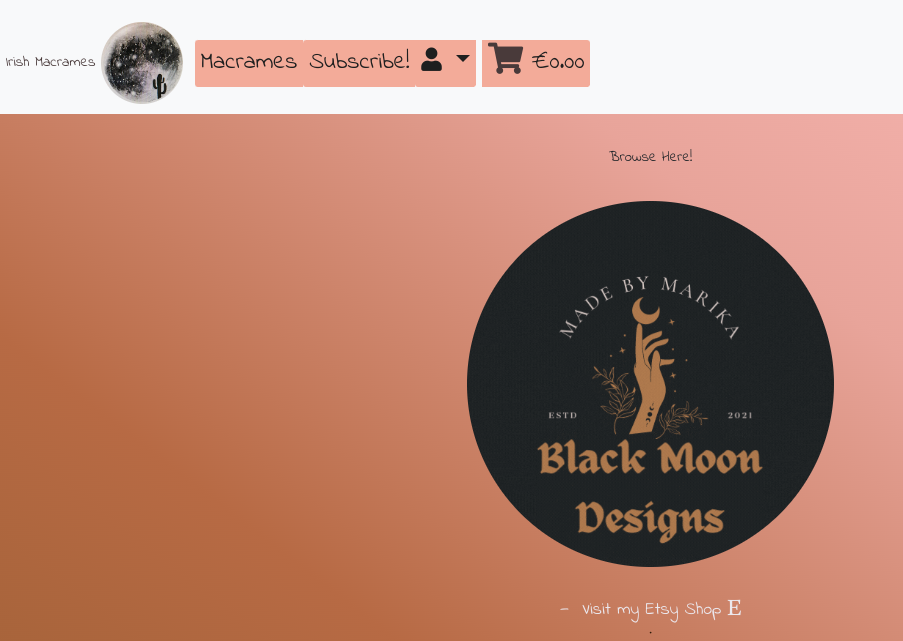 Irish Macrames
Macrames Subscribe! €0.00
Browse Here!
MADE BY MARIKA
ESTD 2021
Black Moon
Designs
– Visit my Etsy Shop E
.